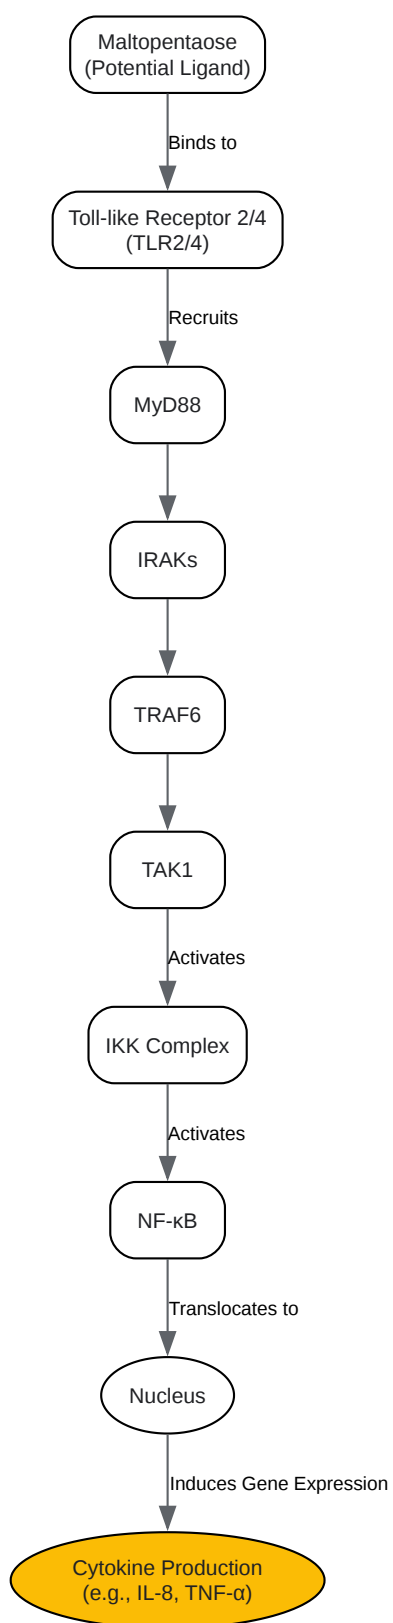 Maltopentaose
(Potential Ligand)
Binds to
Toll-like Receptor 2/4
(TLR2/4)
Recruits
MyD88
IRAKs
TRAF6
TAK1
Activates
IKK Complex
Activates
NF-κB
Translocates to
Nucleus
Induces Gene Expression
Cytokine Production
(e.g., IL-8, TNF-α)